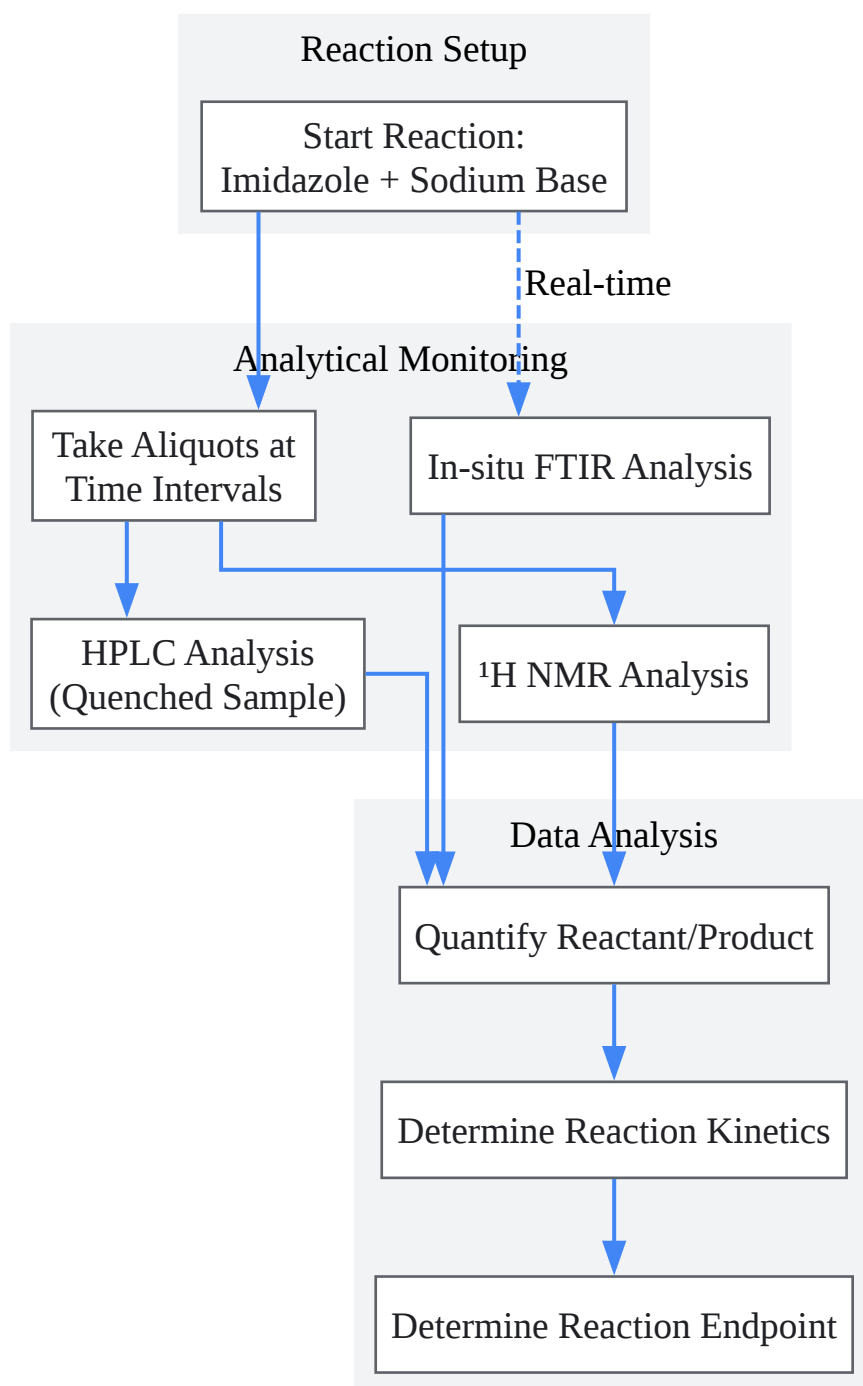 Reaction Setup
Start Reaction:
Imidazole + Sodium Base
Real-time
Analytical Monitoring
Take Aliquots at
Time Intervals
In-situ FTIR Analysis
HPLC Analysis
(Quenched Sample)
¹H NMR Analysis
Data Analysis
Quantify Reactant/Product
Determine Reaction Kinetics
Determine Reaction Endpoint